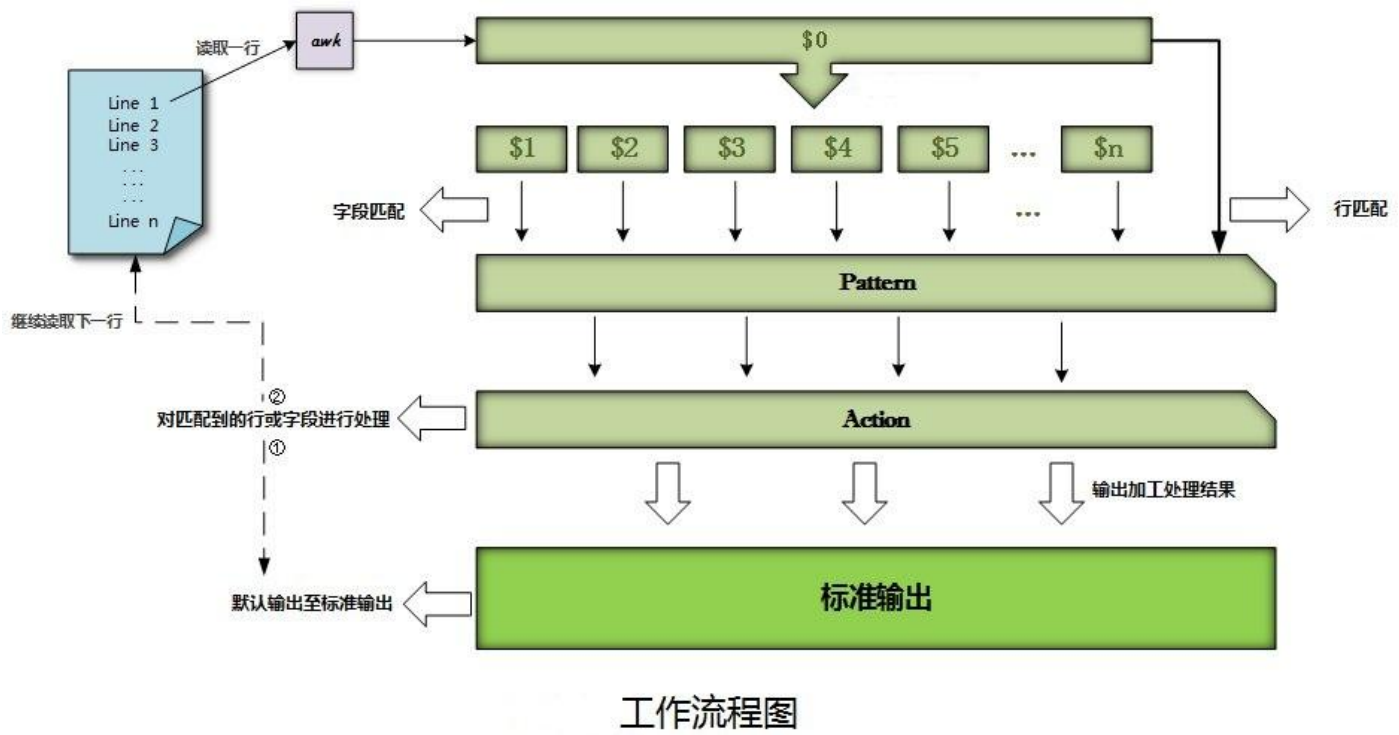 读取一行
awk
$0
Line 1
Line 2
Line 3
...
...
...
Line n
$1 $2 $3 $4 $5 ... $n
字段匹配
...
行匹配
Pattern
继续读取下一行
②
对匹配到的行或字段进行处理
①
Action
输出加工处理结果
标准输出
默认输出至标准输出
工作流程图